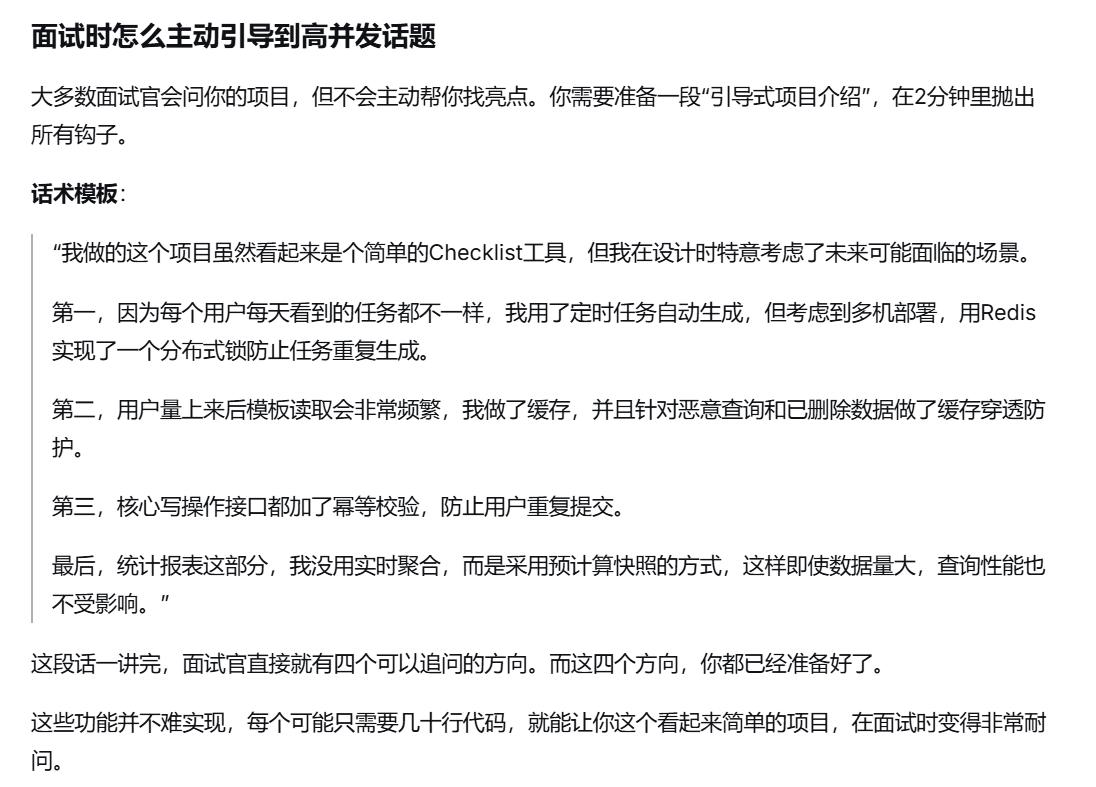 面试时怎么主动引导到高并发话题
大多数面试官会问你的项目，但不会主动帮你找亮点。你需要准备一段“引导式项目介绍”，在2分钟里抛出
所有钩子。
话术模板：
“我做的这个项目虽然看起来是个简单的Checklist工具，但我在设计时特意考虑了未来可能面临的场景。
第一，因为每个用户每天看到的任务都不一样，我用了定时任务自动生成，但考虑到多机部署，用Redis
实现了一个分布式锁防止任务重复生成。
第二，用户量上来后模板读取会非常频繁，我做了缓存，并且针对恶意查询和已删除数据做了缓存穿透防
护。
第三，核心写操作接口都加了幂等校验，防止用户重复提交。
最后，统计报表这部分，我没用实时聚合，而是采用预计算快照的方式，这样即使数据量大，查询性能也
不受影响。”
这段话一讲完，面试官直接就有四个可以追问的方向。而这四个方向，你都已经准备好了。
这些功能并不难实现，每个可能只需要几十行代码，就能让你这个看起来简单的项目，在面试时变得非常耐
问。